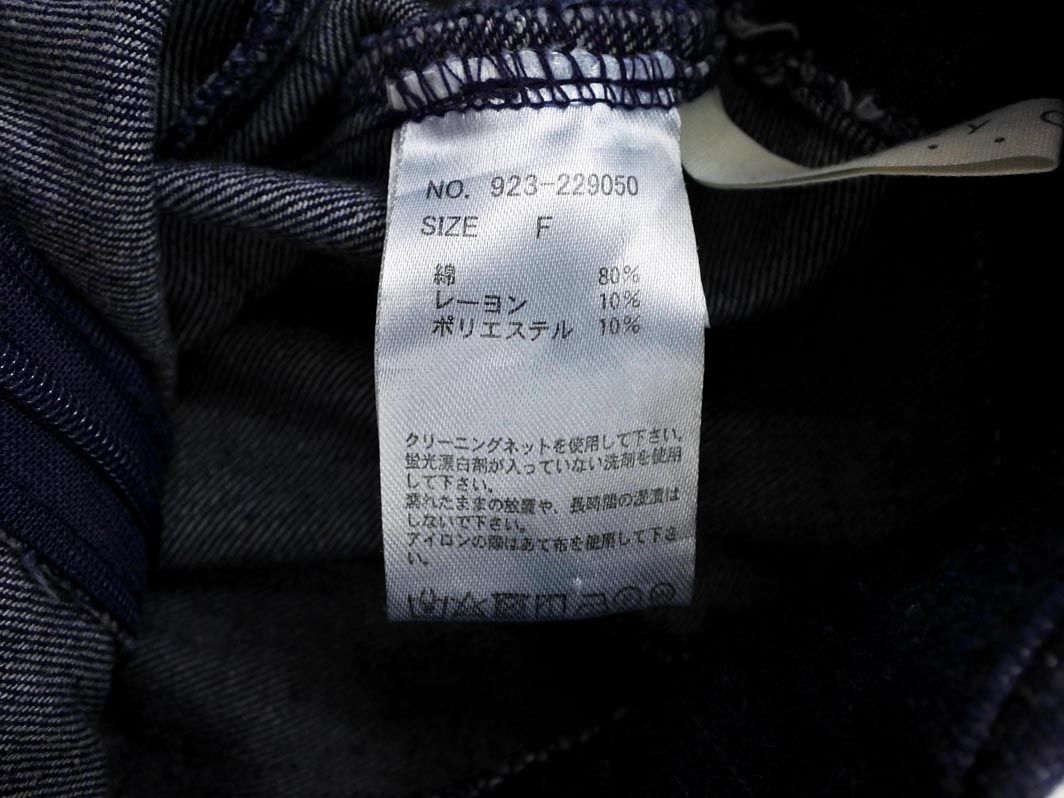 NO. 923-229050
SIZE F
綿 80%
レーヨン 10%
ポリエステル 10%
クリーニングネットを使用して下さい。
蛍光漂白剤が入っていない洗剤を使用
して下さい。
濡れたままの放置や、長時間の浸漬は
しないで下さい。
アイロンの際はあて布を使用して下さ
い。